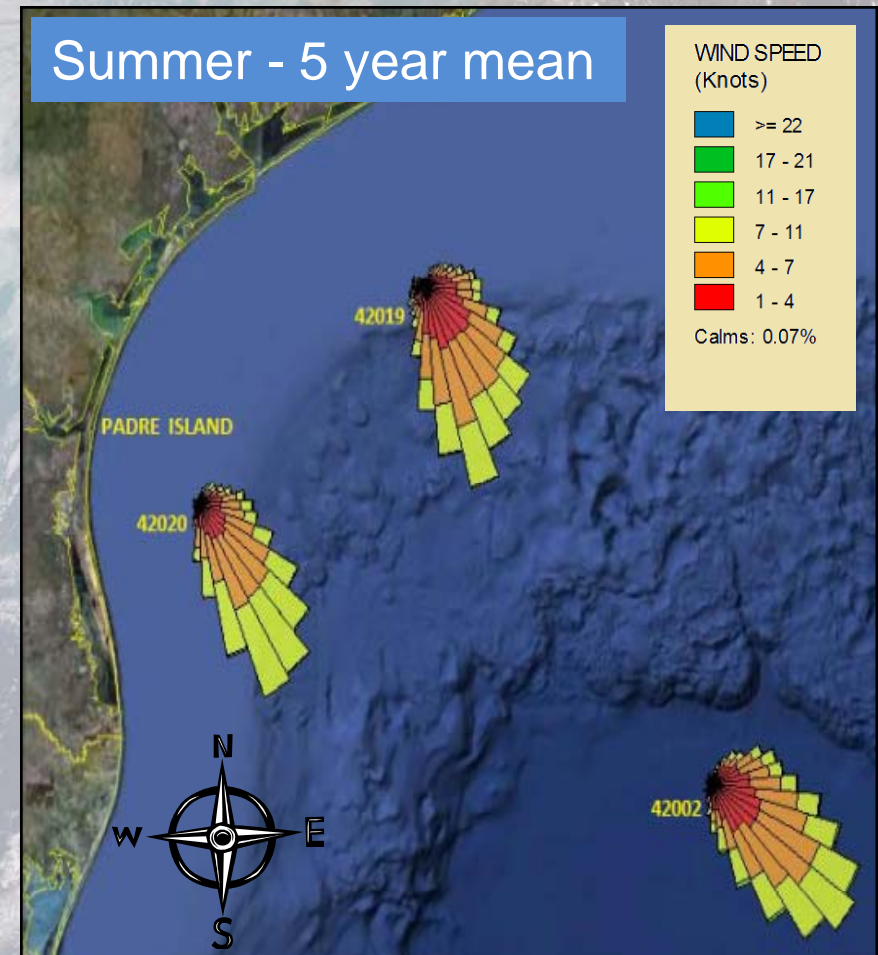 Summer - 5 year mean
WIND SPEED
(Knots)
>= 22
17 - 21
11 - 17
7 - 11
4 - 7
1 - 4
Calms: 0.07%
42019
PADRE ISLAND
42020
N
W
E
S
42002